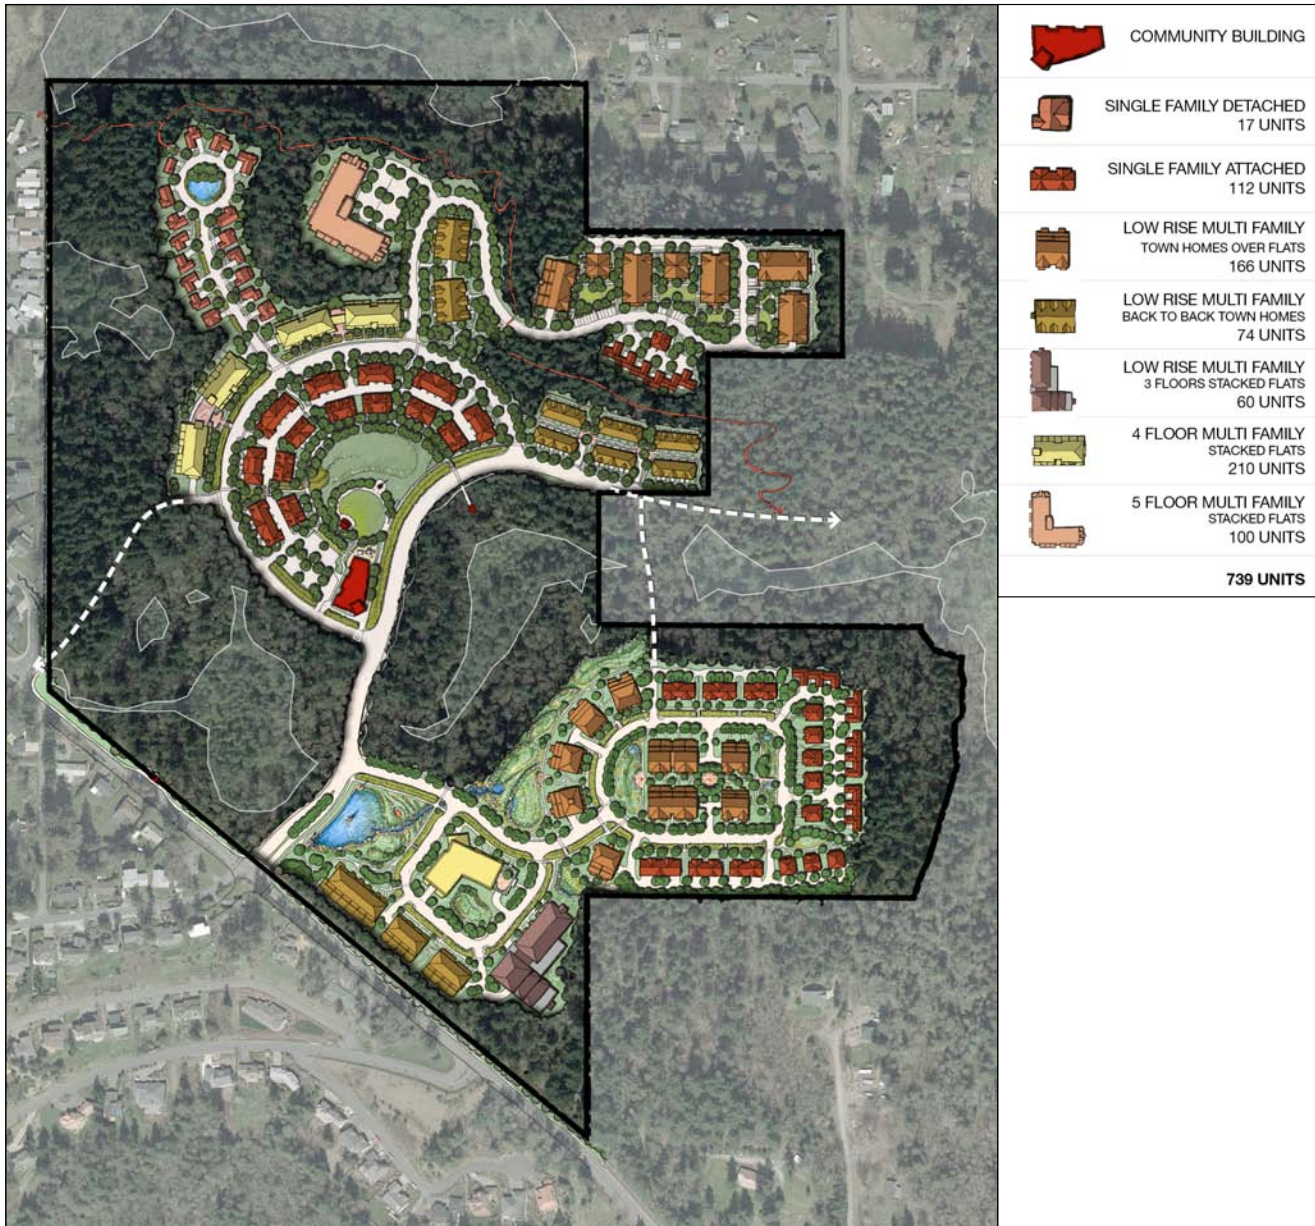 COMMUNITY BUILDING
SINGLE FAMILY DETACHED
17 UNITS
SINGLE FAMILY ATTACHED
112 UNITS
LOW RISE MULTI FAMILY
TOWN HOMES OVER FLATS
166 UNITS
LOW RISE MULTI FAMILY
BACK TO BACK TOWN HOMES
74 UNITS
LOW RISE MULTI FAMILY
3 FLOORS STACKED FLATS
60 UNITS
4 FLOOR MULTI FAMILY
STACKED FLATS
210 UNITS
5 FLOOR MULTI FAMILY
STACKED FLATS
100 UNITS
739 UNITS